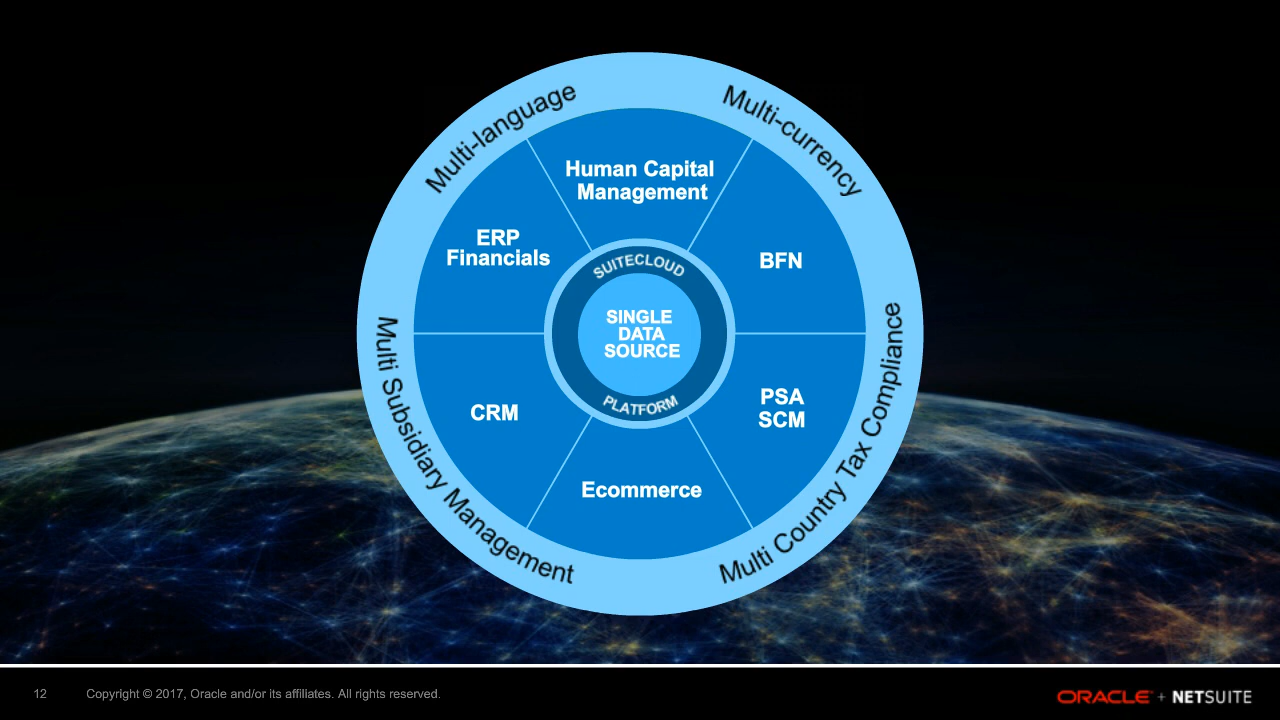 Multi-language
Multi-currency
Human Capital
Management
ERP
Financials
BFN
SUITECLOUD
SINGLE
DATA
SOURCE
PLATFORM
CRM
PSA
SCM
Ecommerce
Multi Subsidiary Management
Multi Country Tax Compliance
12
Copyright © 2017, Oracle and/or its affiliates. All rights reserved.
ORACLE + NETSUITE